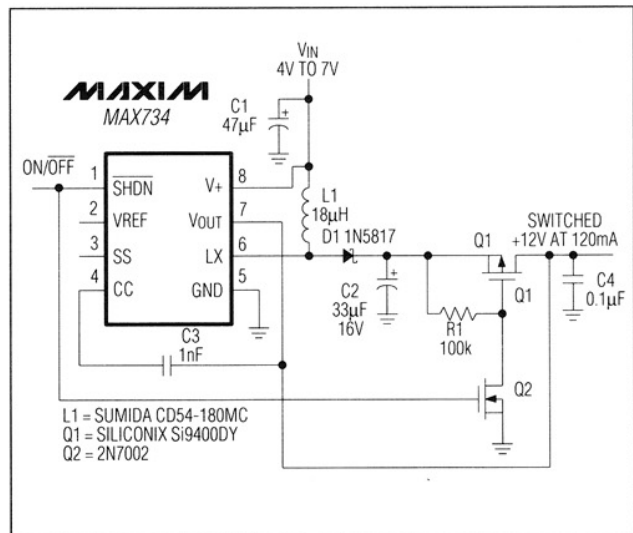 VIN
4V TO 7V
MAXIM
MAX734
C1
47µF
ON/OFF
1 SHDN V+ 8
2 VREF VOUT 7
3 SS LX 6
4 CC GND 5
L1
18µH
D1 1N5817
Q1
SWITCHED
+12V AT 120mA
Q1
C2
33µF
16V
R1
100k
C4
0.1µF
C3
1nF
Q2
L1 = SUMIDA CD54-180MC
Q1 = SILICONIX Si9400DY
Q2 = 2N7002